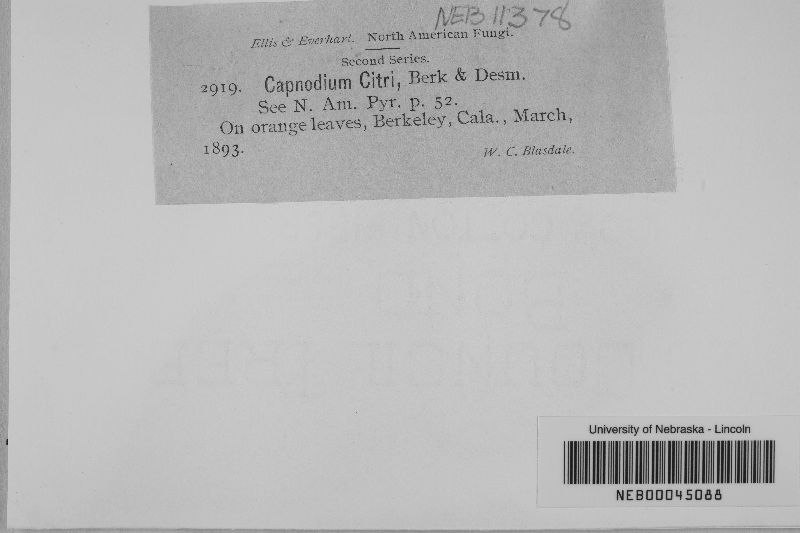 NEB 11378
Ellis & Everhart. North American Fungi.
Second Series.
2919. Capnodium Citri, Berk & Desm.
See N. Am. Pyr. p. 52.
On orange leaves, Berkeley, Cala., March,
1893.
W. C. Blasdale.
University of Nebraska - Lincoln
NEB00045088